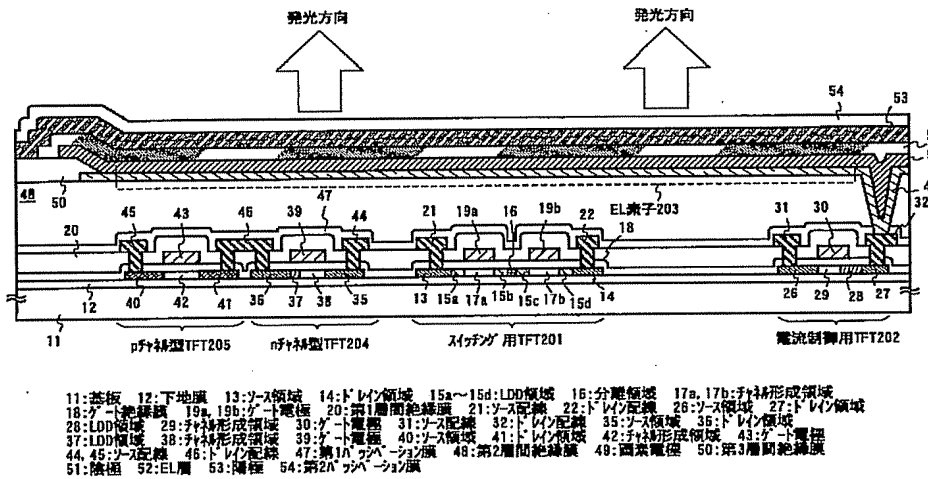 発光方向 発光方向
54 53
48 50 45 43 46 39 47 44 21 19a 16 19b 22 EL素子203 31 30 32
20 18
40 42 41 36 37 38 35 13 15a 17a 15b 15c 17b 15d 14 26 29 28 27
12
11 pチャネル型TFT205 nチャネル型TFT204 スイッチング用TFT201 電流制御用TFT202
11:基板 12:下地膜 13:ソース領域 14:ドレイン領域 15a~15d:LDD領域 16:分離領域 17a, 17b:チャネル形成領域
18:ゲート絶縁膜 19a, 19b:ゲート電極 20:第1層間絶縁膜 21:ソース配線 22:ドレイン配線 26:ソース領域 27:ドレイン領域
28:LDD領域 29:チャネル形成領域 30:ゲート電極 31:ソース配線 32:ドレイン配線 35:ソース領域 36:ドレイン領域
37:LDD領域 38:チャネル形成領域 39:ゲート電極 40:ソース領域 41:ドレイン領域 42:チャネル形成領域 43:ゲート電極
44, 45:ソース配線 46:ドレイン配線 47:第1パッシベーション膜 48:第2層間絶縁膜 49:画素電極 50:第3層間絶縁膜
51:陰極 52:EL層 53:陽極 54:第2パッシベーション膜